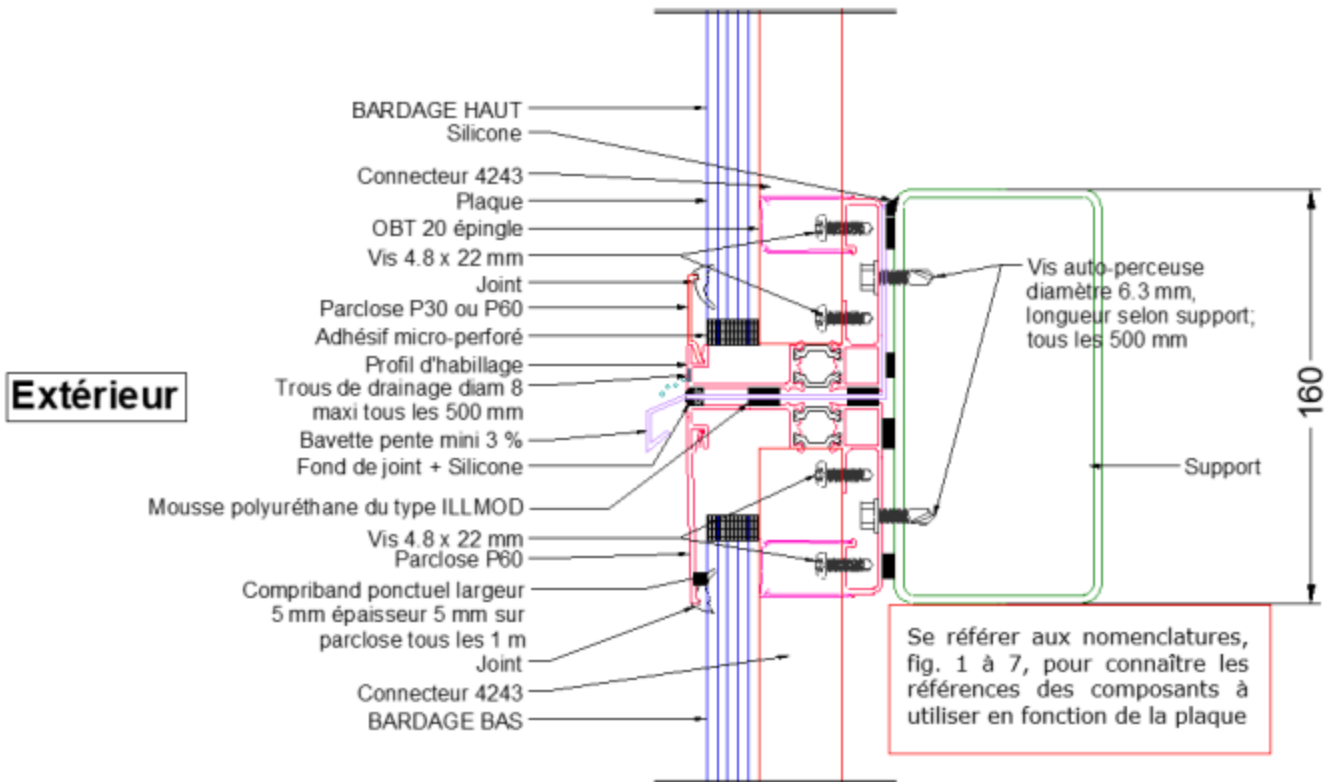 BARDAGE HAUT
Silicone
Connecteur 4243
Plaque
OBT 20 épingle
Vis 4.8 x 22 mm
Joint
Parclose P30 ou P60
Adhésif micro-perforé
Profil d'habillage
Trous de drainage diam 8
maxi tous les 500 mm
Bavette pente mini 3 %
Fond de joint + Silicone
Mousse polyuréthane du type ILLMOD
Vis 4.8 x 22 mm
Parclose P60
Compriband ponctuel largeur
5 mm épaisseur 5 mm sur
parclose tous les 1 m
Joint
Connecteur 4243
BARDAGE BAS
Extérieur
Vis auto-perceuse
diamètre 6.3 mm,
longueur selon support;
tous les 500 mm
Support
160
Se référer aux nomenclatures,
fig. 1 à 7, pour connaître les
références des composants à
utiliser en fonction de la plaque